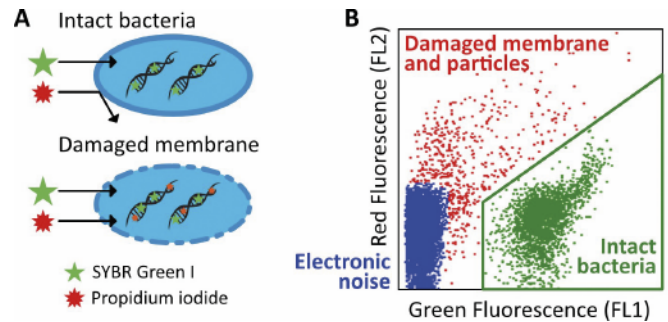 A
Intact bacteria
Damaged membrane
SYBR Green I
Propidium iodide
B
Red Fluorescence (FL2)
Damaged membrane
and particles
Electronic
noise
Intact
bacteria
Green Fluorescence (FL1)